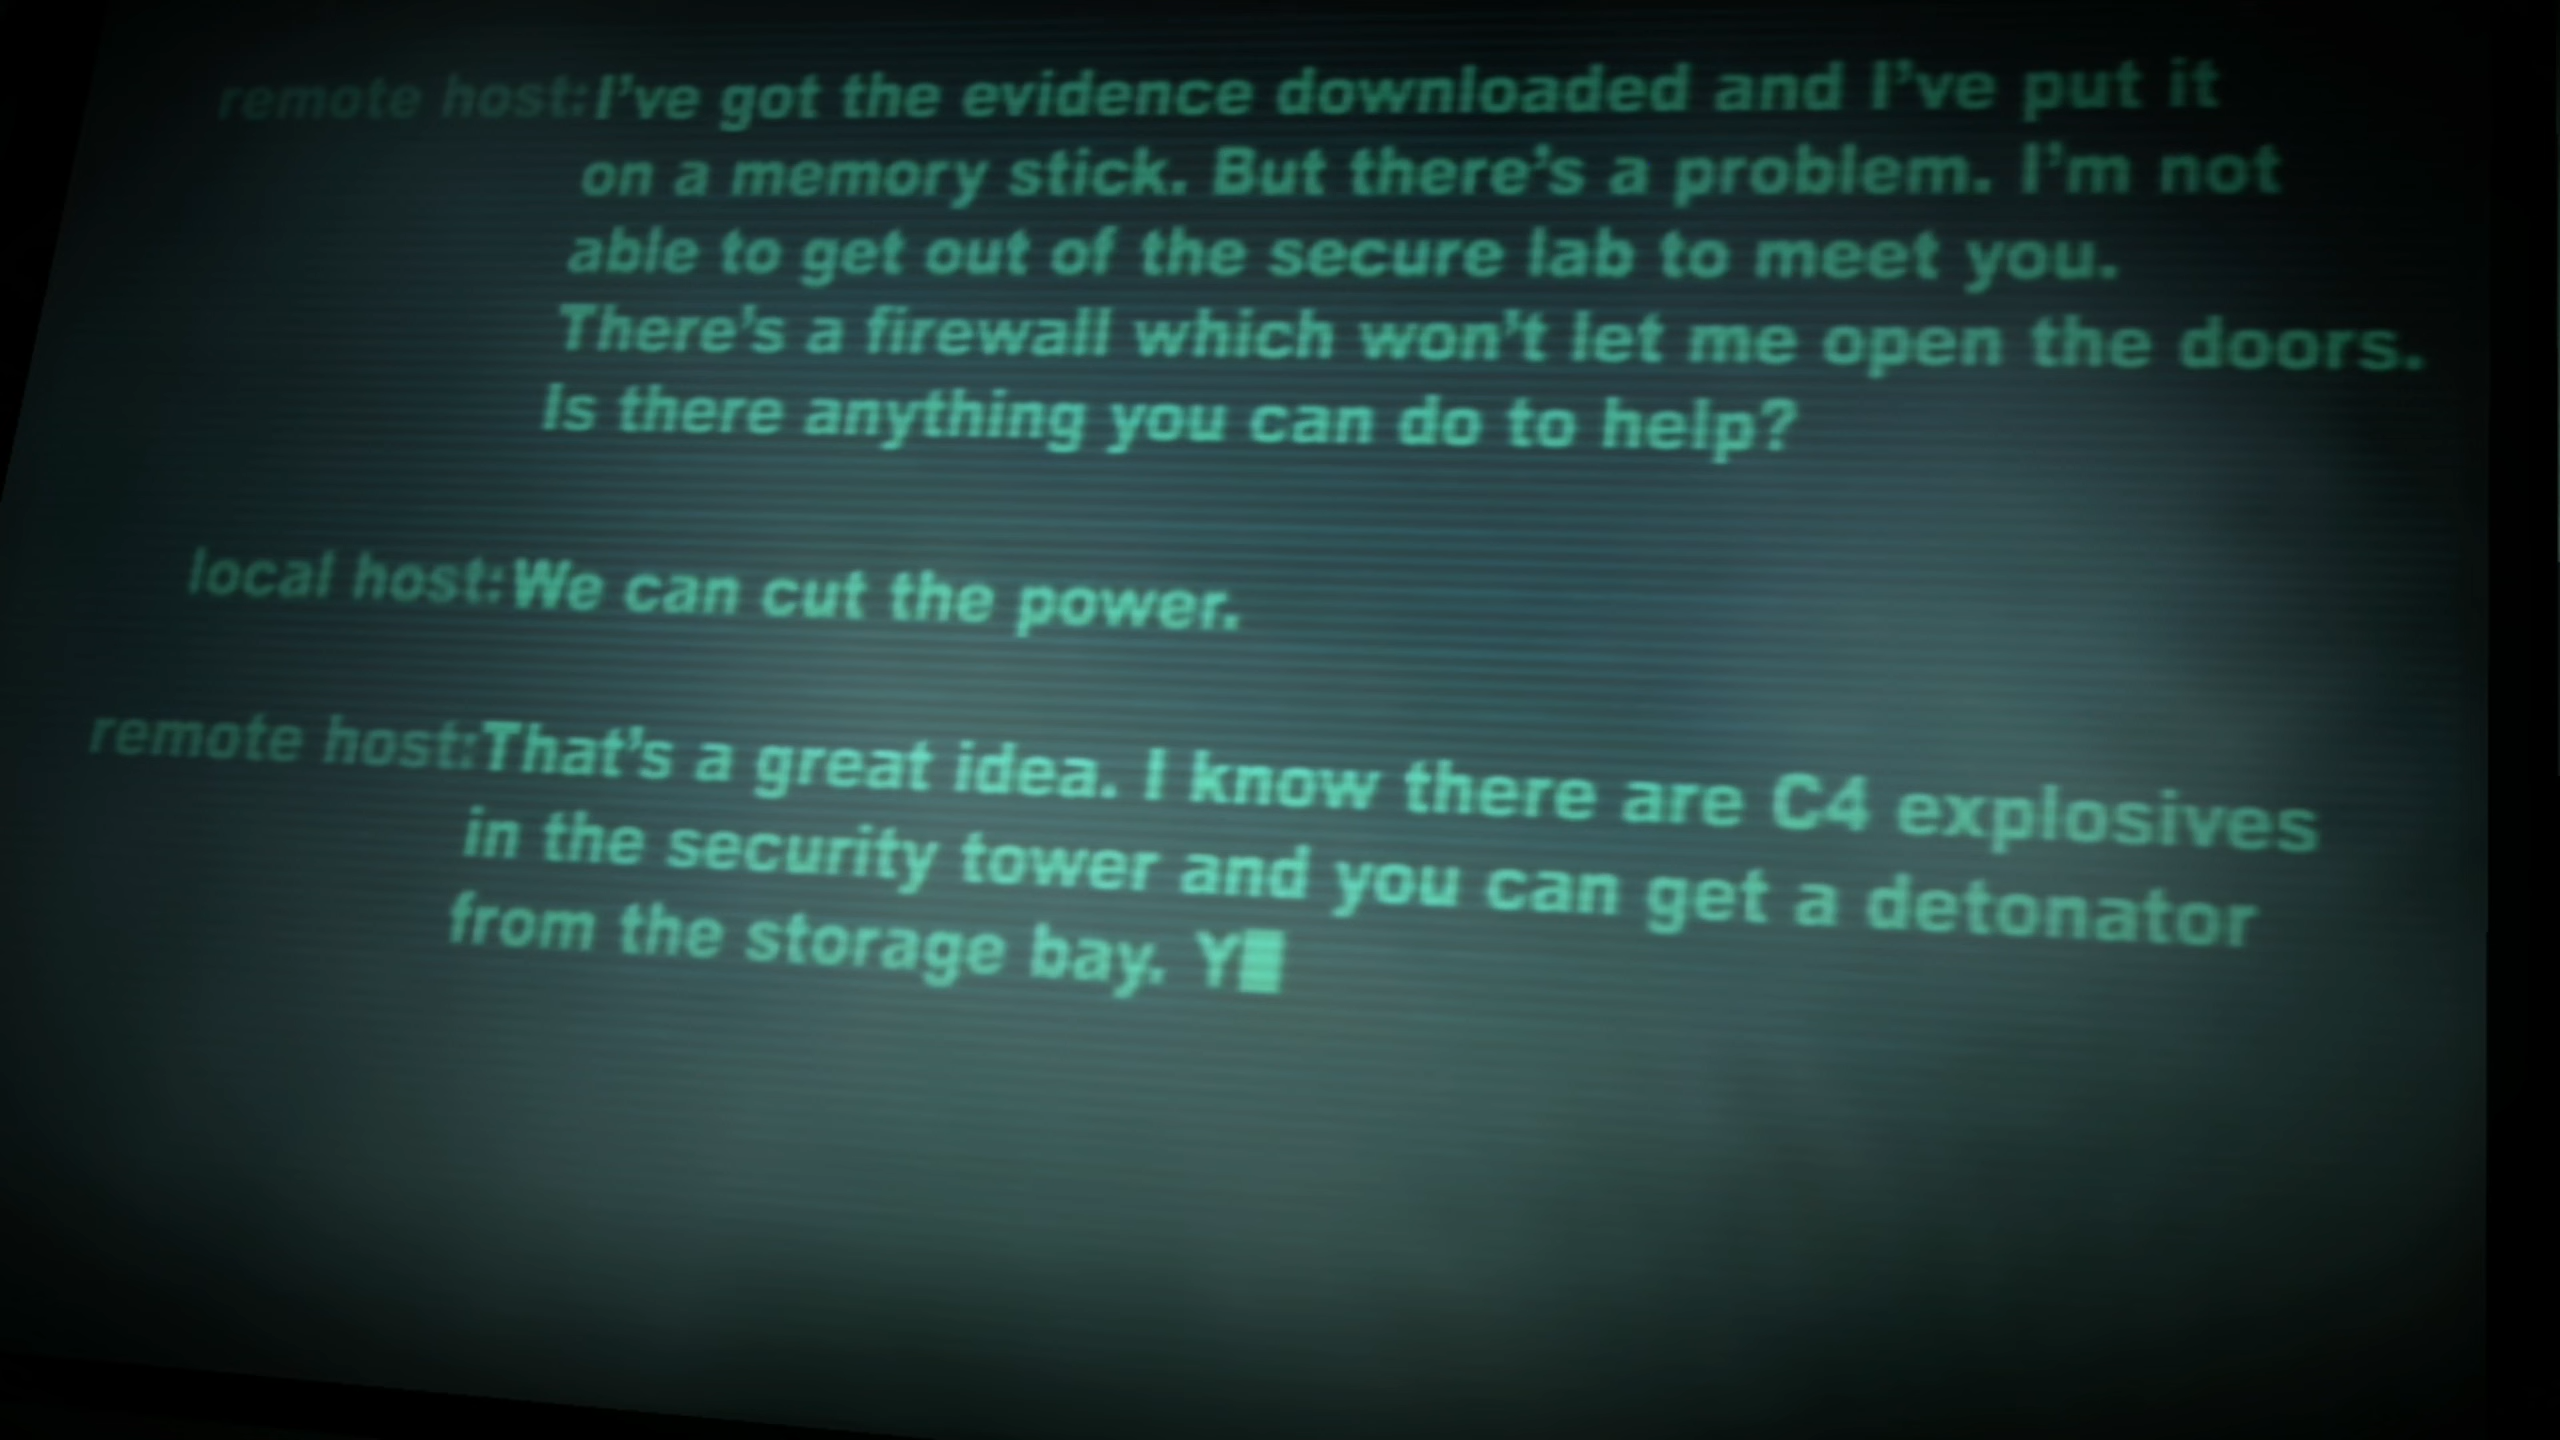 remote host:I've got the evidence downloaded and I've put it
on a memory stick. But there's a problem. I'm not
able to get out of the secure lab to meet you.
There's a firewall which won't let me open the doors.
Is there anything you can do to help?
local host:We can cut the power.
remote host:That's a great idea. I know there are C4 explosives
in the security tower and you can get a detonator
from the storage bay. Y